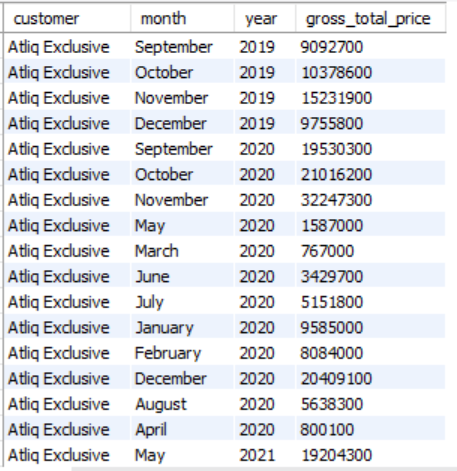 customer month year gross_total_price
Atliq Exclusive September 2019 9092700
Atliq Exclusive October 2019 10378600
Atliq Exclusive November 2019 15231900
Atliq Exclusive December 2019 9755800
Atliq Exclusive September 2020 19530300
Atliq Exclusive October 2020 21016200
Atliq Exclusive November 2020 32247300
Atliq Exclusive May 2020 1587000
Atliq Exclusive March 2020 767000
Atliq Exclusive June 2020 3429700
Atliq Exclusive July 2020 5151800
Atliq Exclusive January 2020 9585000
Atliq Exclusive February 2020 8084000
Atliq Exclusive December 2020 20409100
Atliq Exclusive August 2020 5638300
Atliq Exclusive April 2020 800100
Atliq Exclusive May 2021 19204300